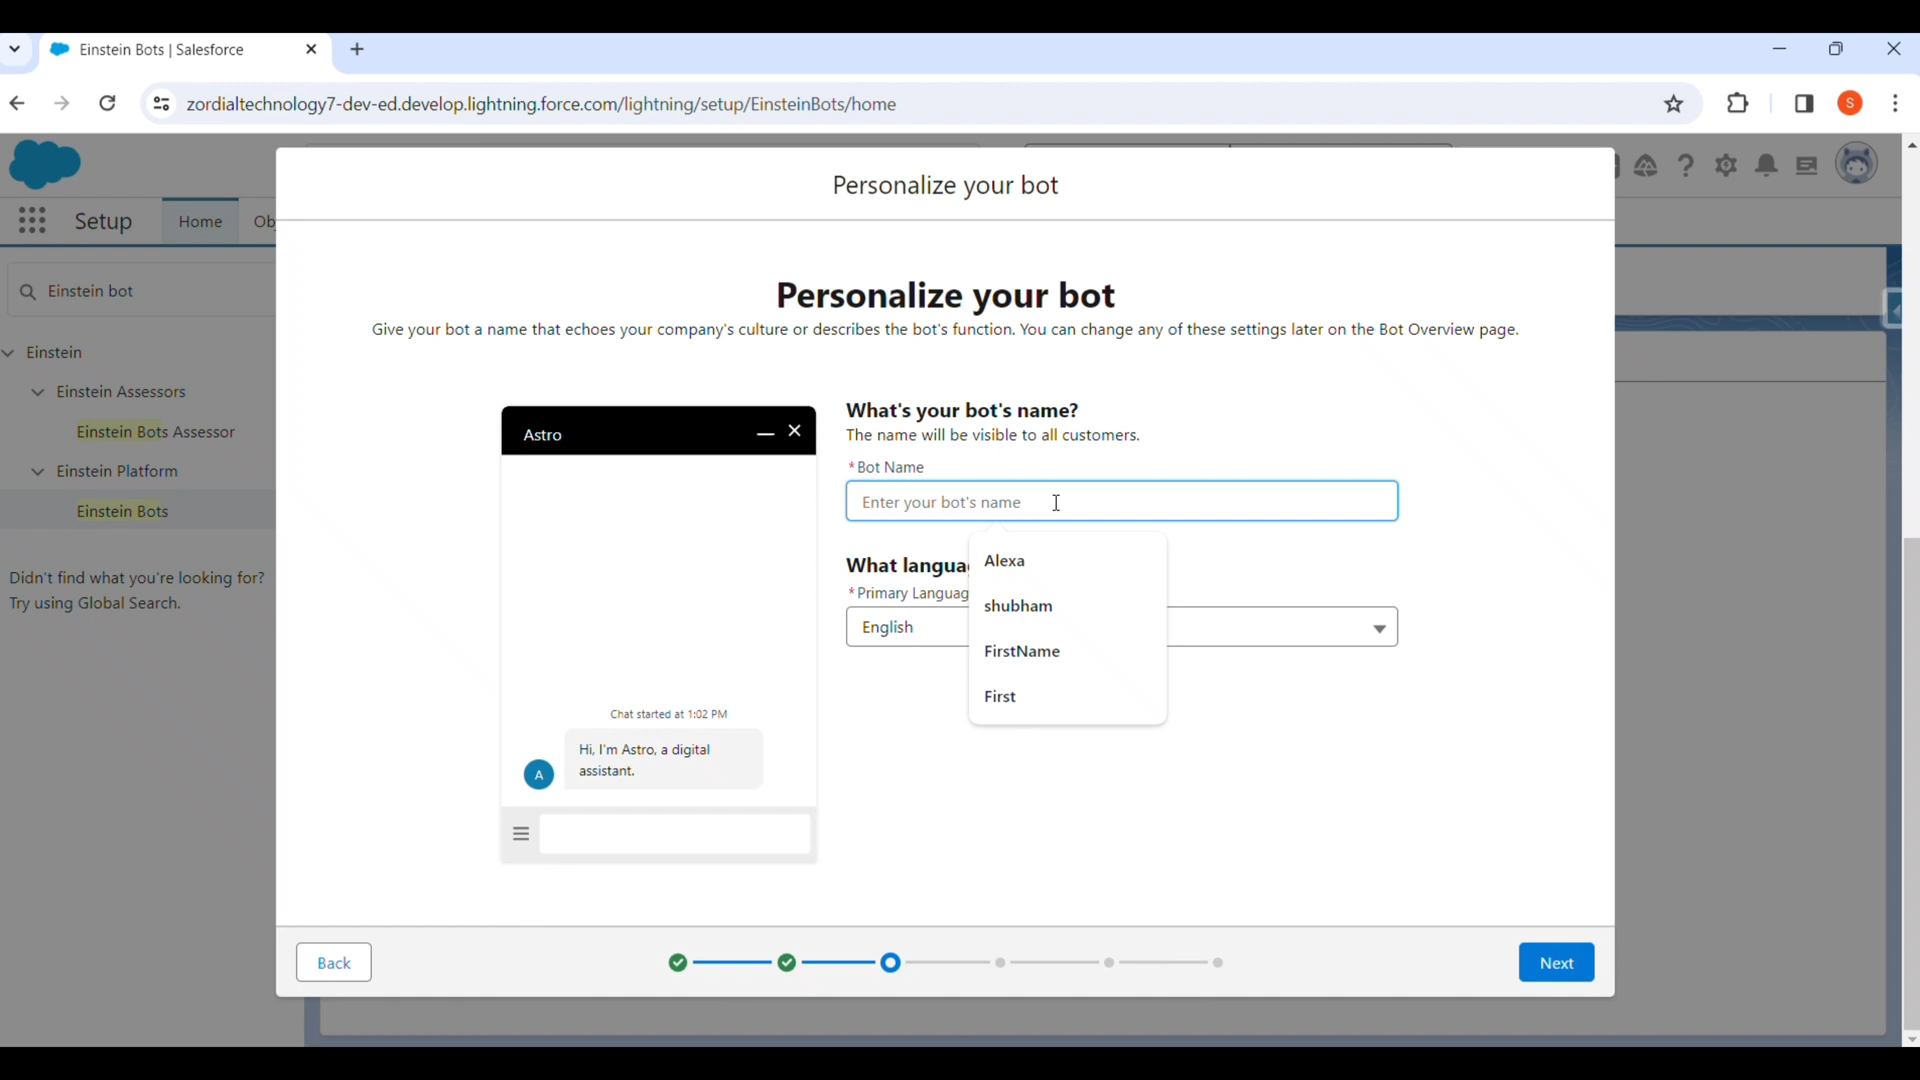 Einstein Bots | Salesforce
zordialtechnology7-dev-ed.develop.lightning.force.com/lightning/setup/EinsteinBots/home
S
Personalize your bot
Setup
Home
Ob
Einstein bot
Einstein
Einstein Assessors
Einstein Bots Assessor
Einstein Platform
Einstein Bots
Didn't find what you're looking for?
Try using Global Search.
Personalize your bot
Give your bot a name that echoes your company's culture or describes the bot's function. You can change any of these settings later on the Bot Overview page.
Astro
Chat started at 1:02 PM
A
Hi, I'm Astro, a digital
assistant.
What's your bot's name?
The name will be visible to all customers.
*Bot Name
Enter your bot's name
What langua
*Primary Languag
English
Alexa
shubham
FirstName
First
Back
Next